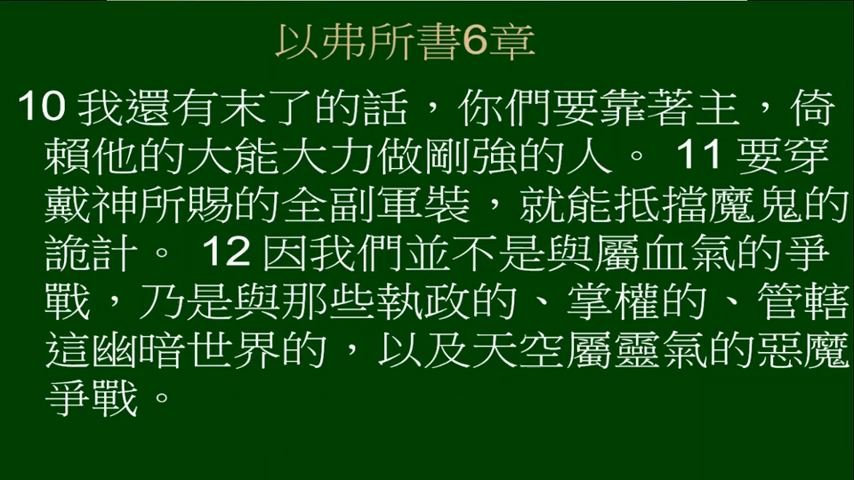 以弗所書6章
10 我還有末了的話，你們要靠著主，倚
賴他的大能大力做剛強的人。 11 要穿
戴神所賜的全副軍裝，就能抵擋魔鬼的
詭計。 12 因我們並不是與屬血氣的爭
戰，乃是與那些執政的、掌權的、管轄
這幽暗世界的，以及天空屬靈氣的惡魔
爭戰。